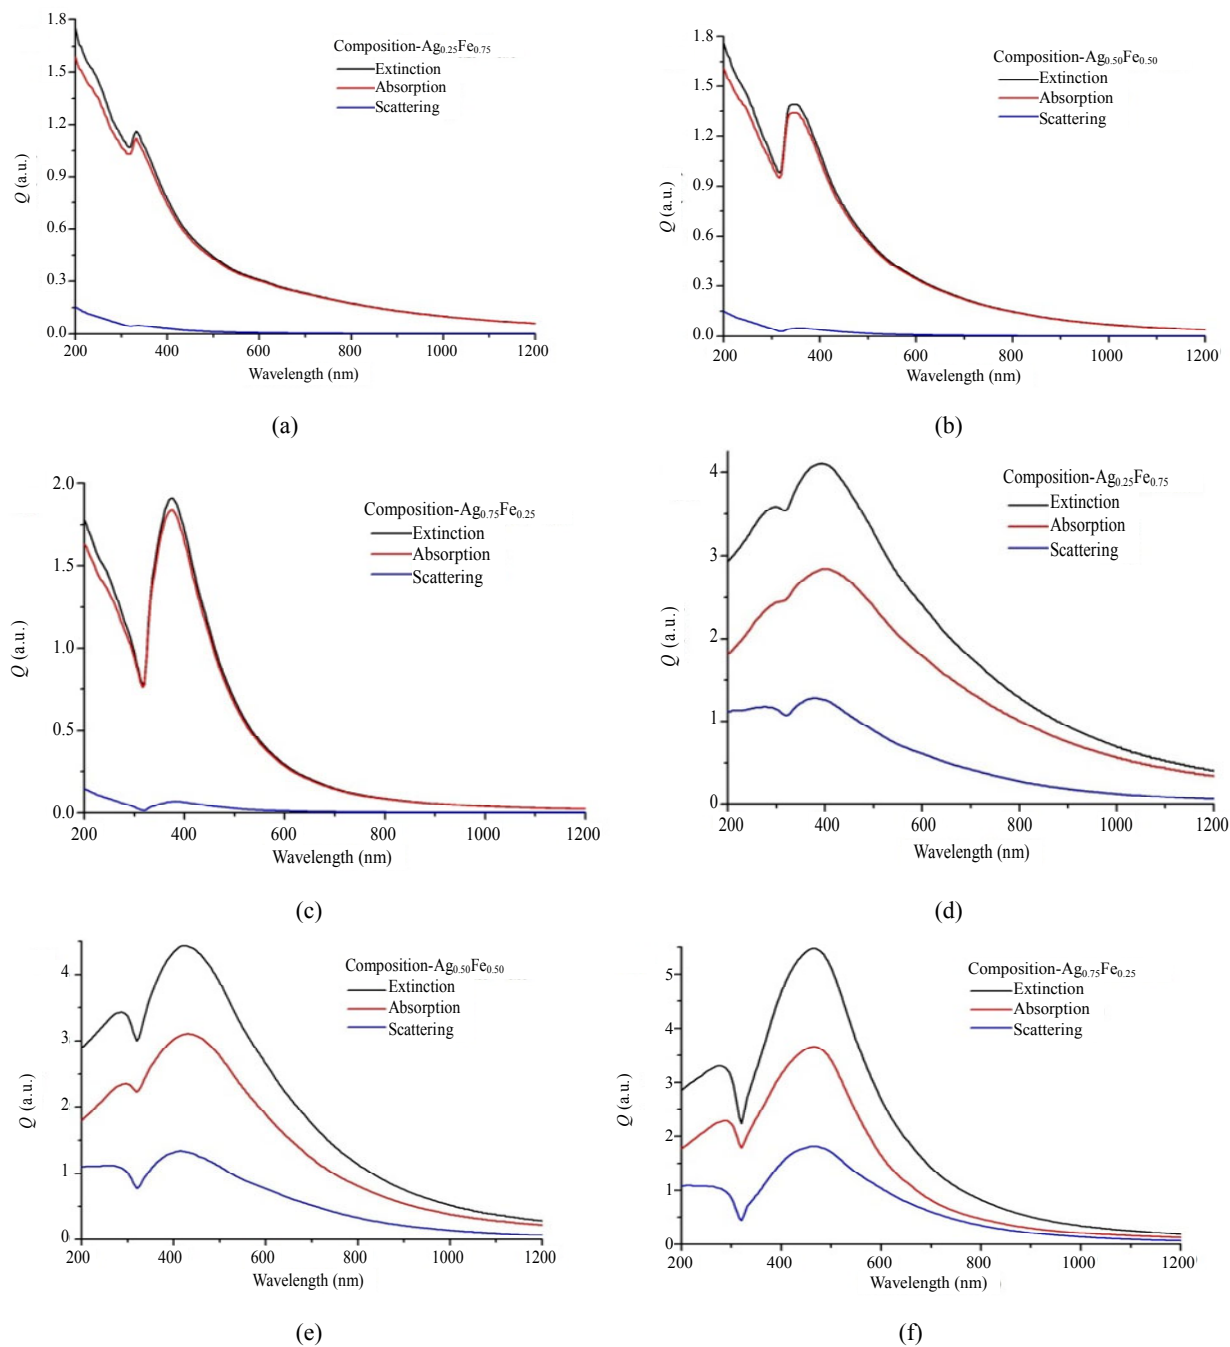 1.8
1.5
1.2
0.9
0.6
0.3
0.0
Q (a.u.)
Composition-Ag0.25Fe0.75
Extinction
Absorption
Scattering
200 400 600 800 1000 1200
Wavelength (nm)
(a)
1.8
1.5
1.2
0.9
0.6
0.3
0.0
Q (a.u.)
Composition-Ag0.50Fe0.50
Extinction
Absorption
Scattering
200 400 600 800 1000 1200
Wavelength (nm)
(b)
2.0
1.5
1.0
0.5
0.0
Q (a.u.)
Composition-Ag0.75Fe0.25
Extinction
Absorption
Scattering
200 400 600 800 1000 1200
Wavelength (nm)
(c)
4
3
2
1
0
Q (a.u.)
Composition-Ag0.25Fe0.75
Extinction
Absorption
Scattering
200 400 600 800 1000 1200
Wavelength (nm)
(d)
4
3
2
1
0
Q (a.u.)
Composition-Ag0.50Fe0.50
Extinction
Absorption
Scattering
200 400 600 800 1000 1200
Wavelength (nm)
(e)
5
4
3
2
1
0
Q (a.u.)
Composition-Ag0.75Fe0.25
Extinction
Absorption
Scattering
200 400 600 800 1000 1200
Wavelength (nm)
(f)